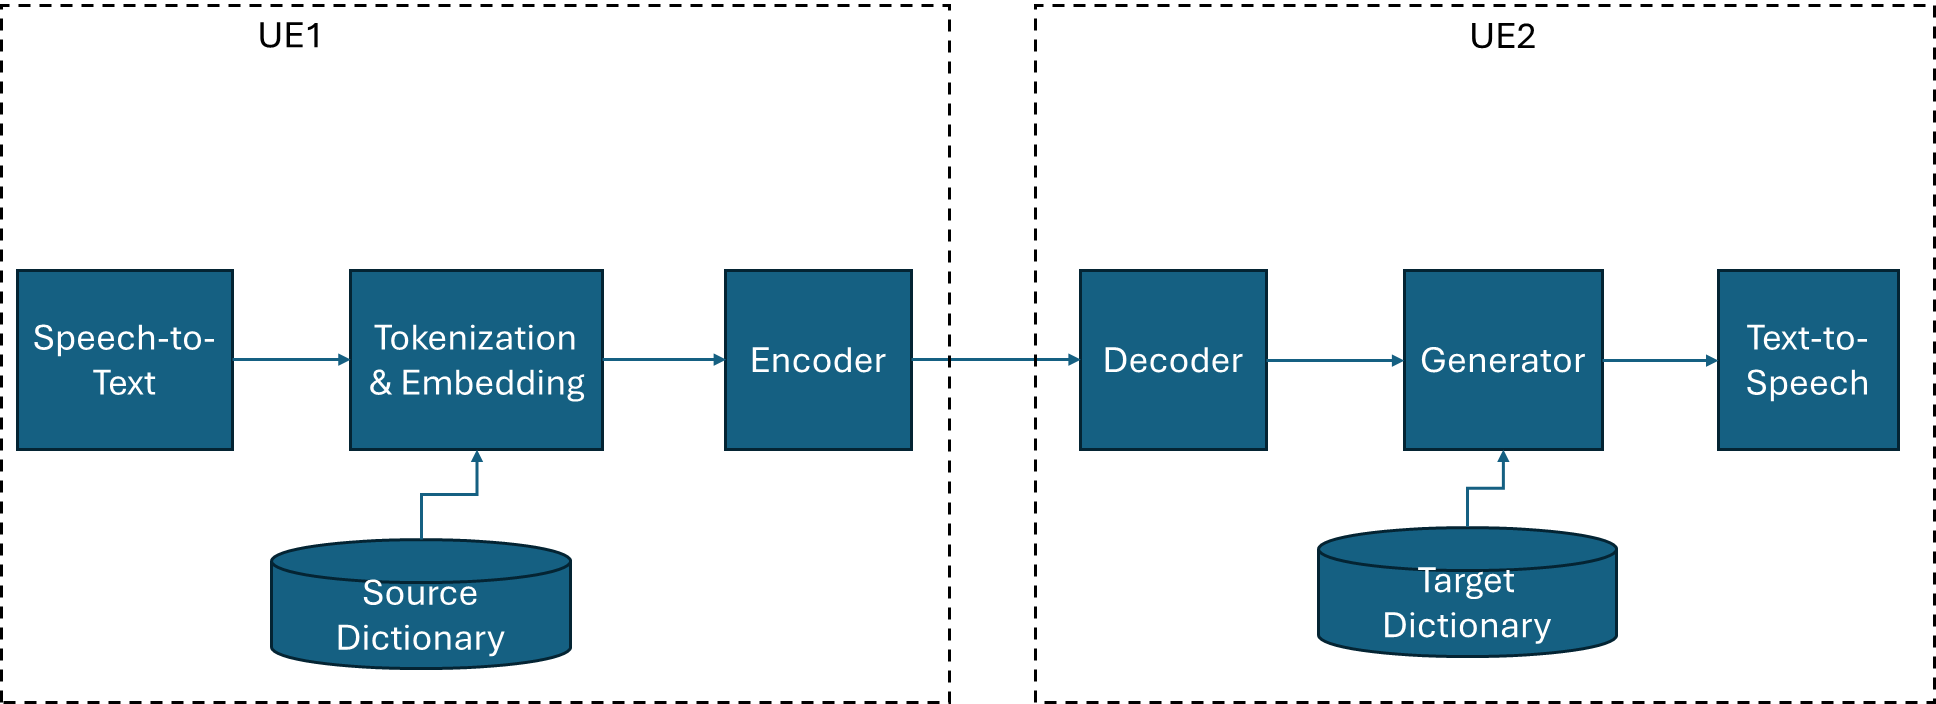 UE1
UE2
Speech-to-
Text
Tokenization
& Embedding
Encoder
Decoder
Generator
Text-to-
Speech
Source
Dictionary
Target
Dictionary